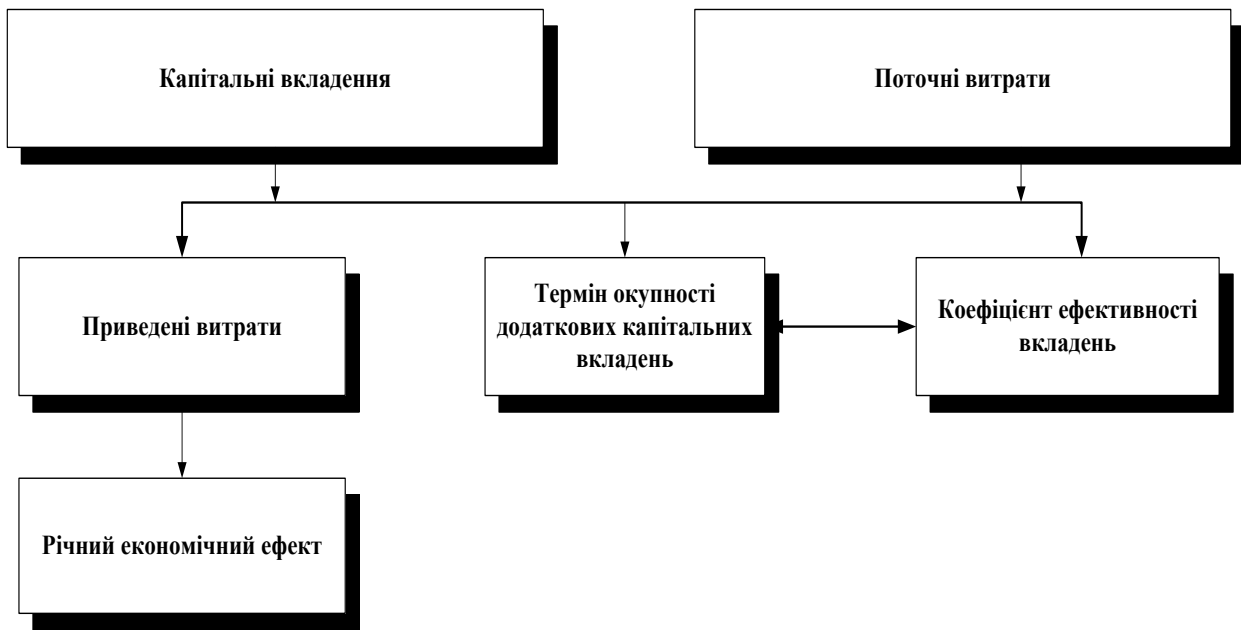 Капітальні вкладення
Поточні витрати
Приведені витрати
Термін окупності
додаткових капітальних
вкладень
Коефіцієнт ефективності
вкладень
Річний економічний ефект